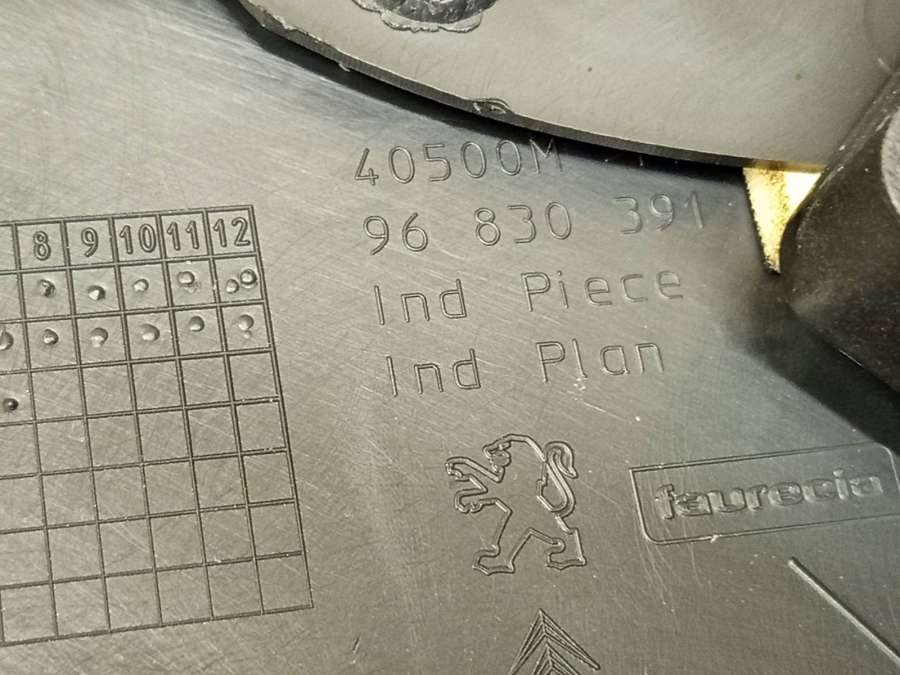 40500M
96 830 391
Ind Piece
Ind Plan
faurecia
8 9 10 11 12